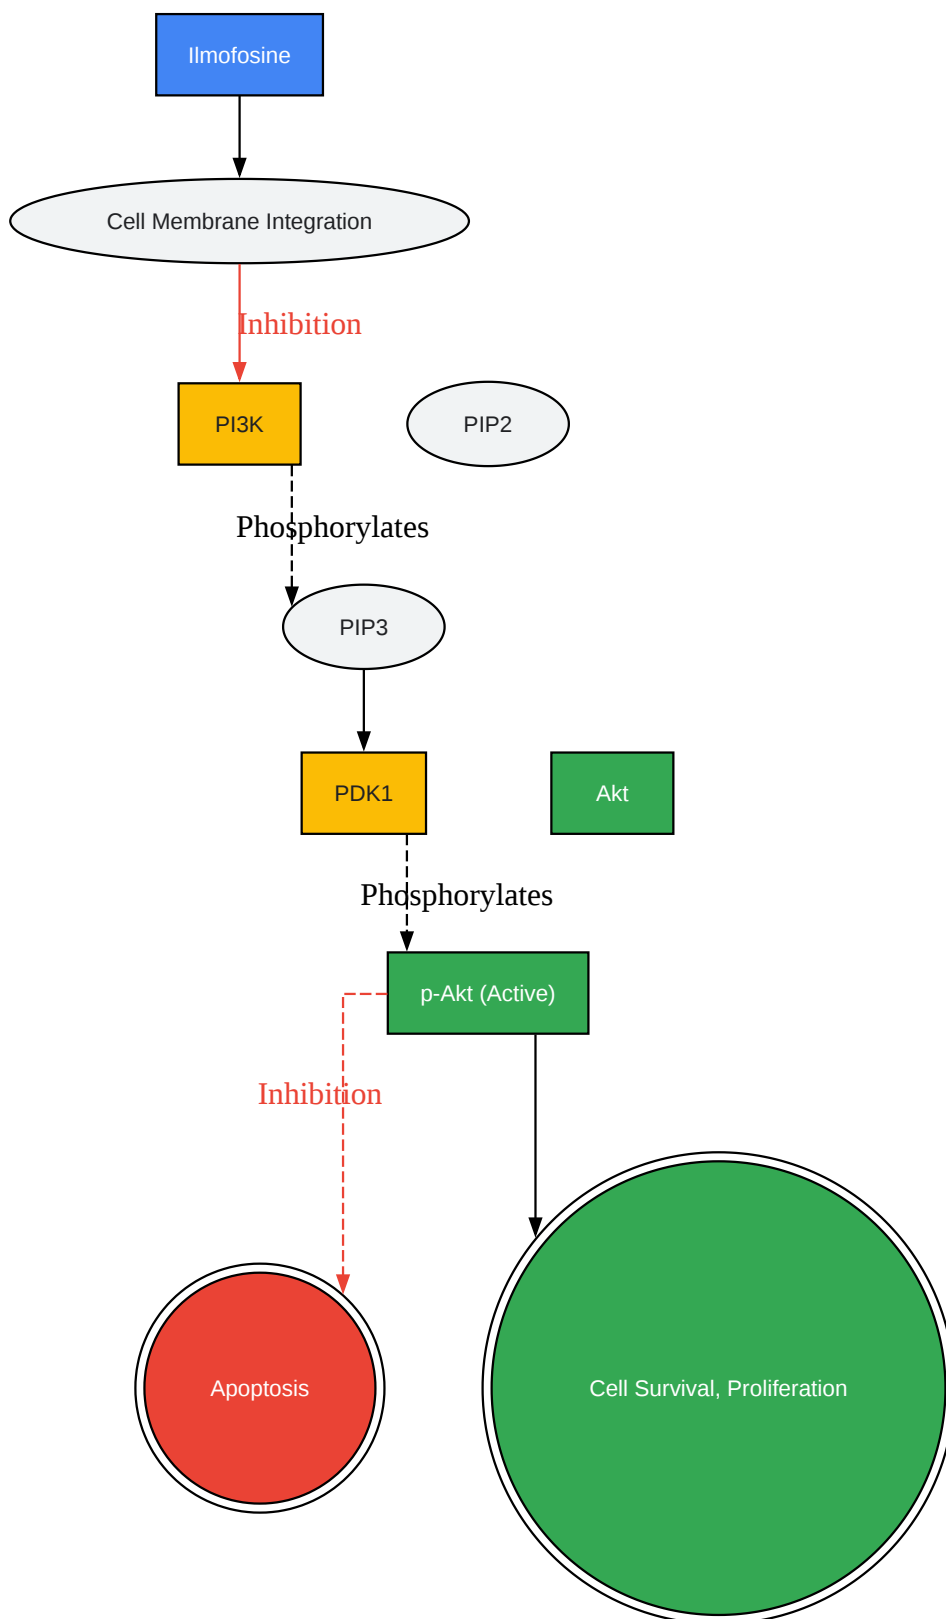 Ilmofosine
Cell Membrane Integration
Inhibition
PI3K
PIP2
Phosphorylates
PIP3
PDK1
Akt
Phosphorylates
p-Akt (Active)
Inhibition
Apoptosis
Cell Survival, Proliferation